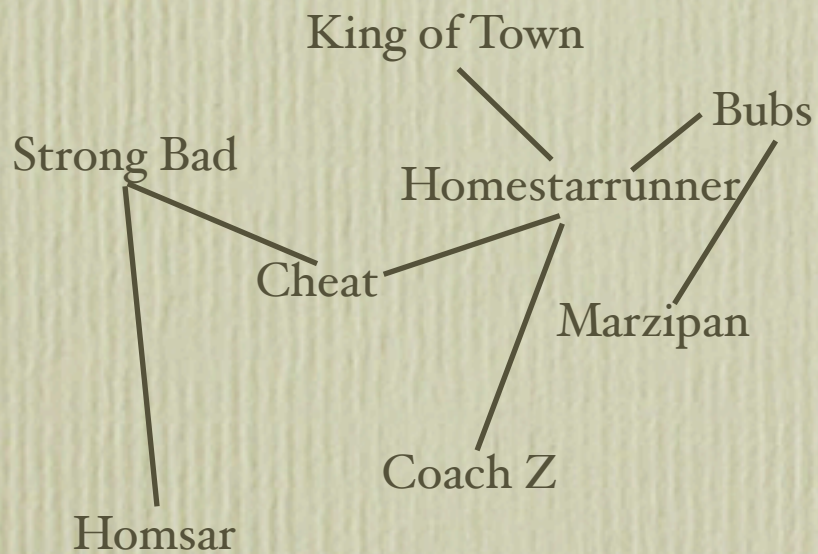 King of Town
Bubs
Strong Bad
Homestarrunner
Cheat
Marzipan
Coach Z
Homsar